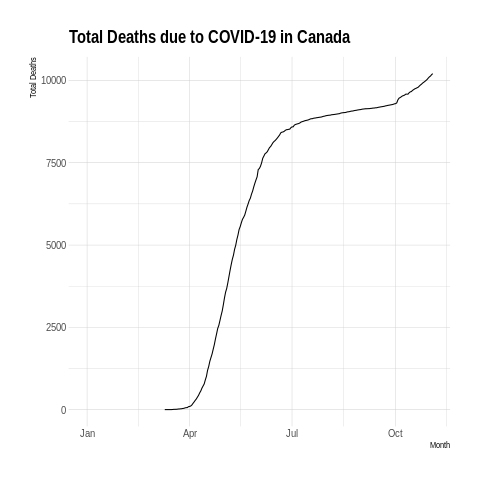 Total Deaths due to COVID-19 in Canada
Total Deaths
10000
7500
5000
2500
0
Jan Apr Jul Oct
Month